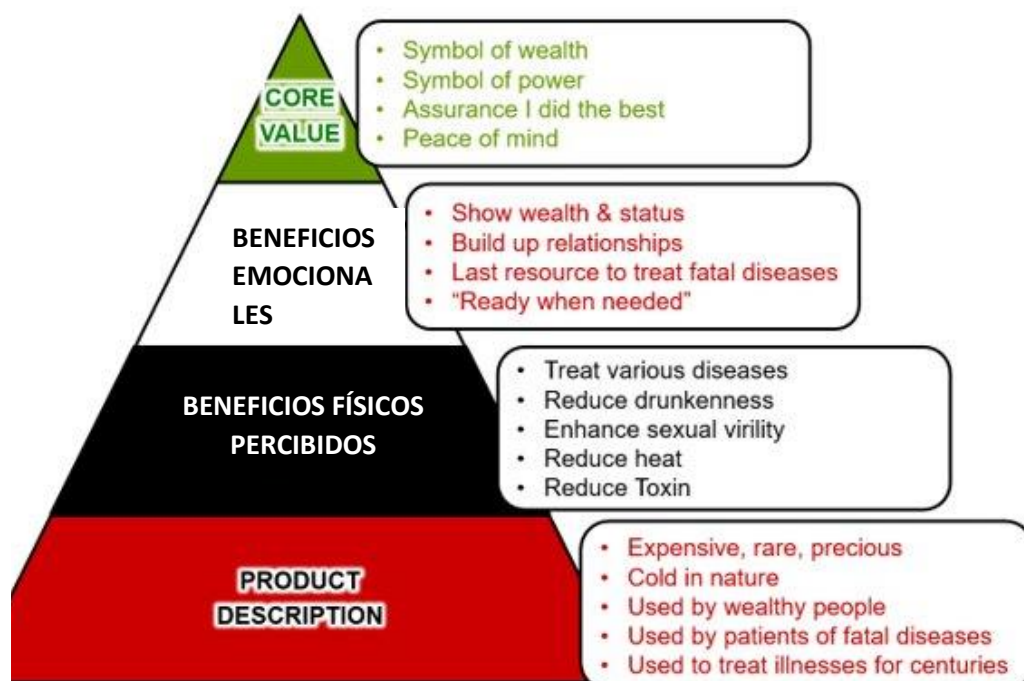 CORE
VALUE
• Symbol of wealth
• Symbol of power
• Assurance I did the best
• Peace of mind
BENEFICIOS
EMOCIONA
LES
• Show wealth & status
• Build up relationships
• Last resource to treat fatal diseases
• “Ready when needed”
BENEFICIOS FÍSICOS
PERCIBIDOS
• Treat various diseases
• Reduce drunkenness
• Enhance sexual virility
• Reduce heat
• Reduce Toxin
PRODUCT
DESCRIPTION
• Expensive, rare, precious
• Cold in nature
• Used by wealthy people
• Used by patients of fatal diseases
• Used to treat illnesses for centuries